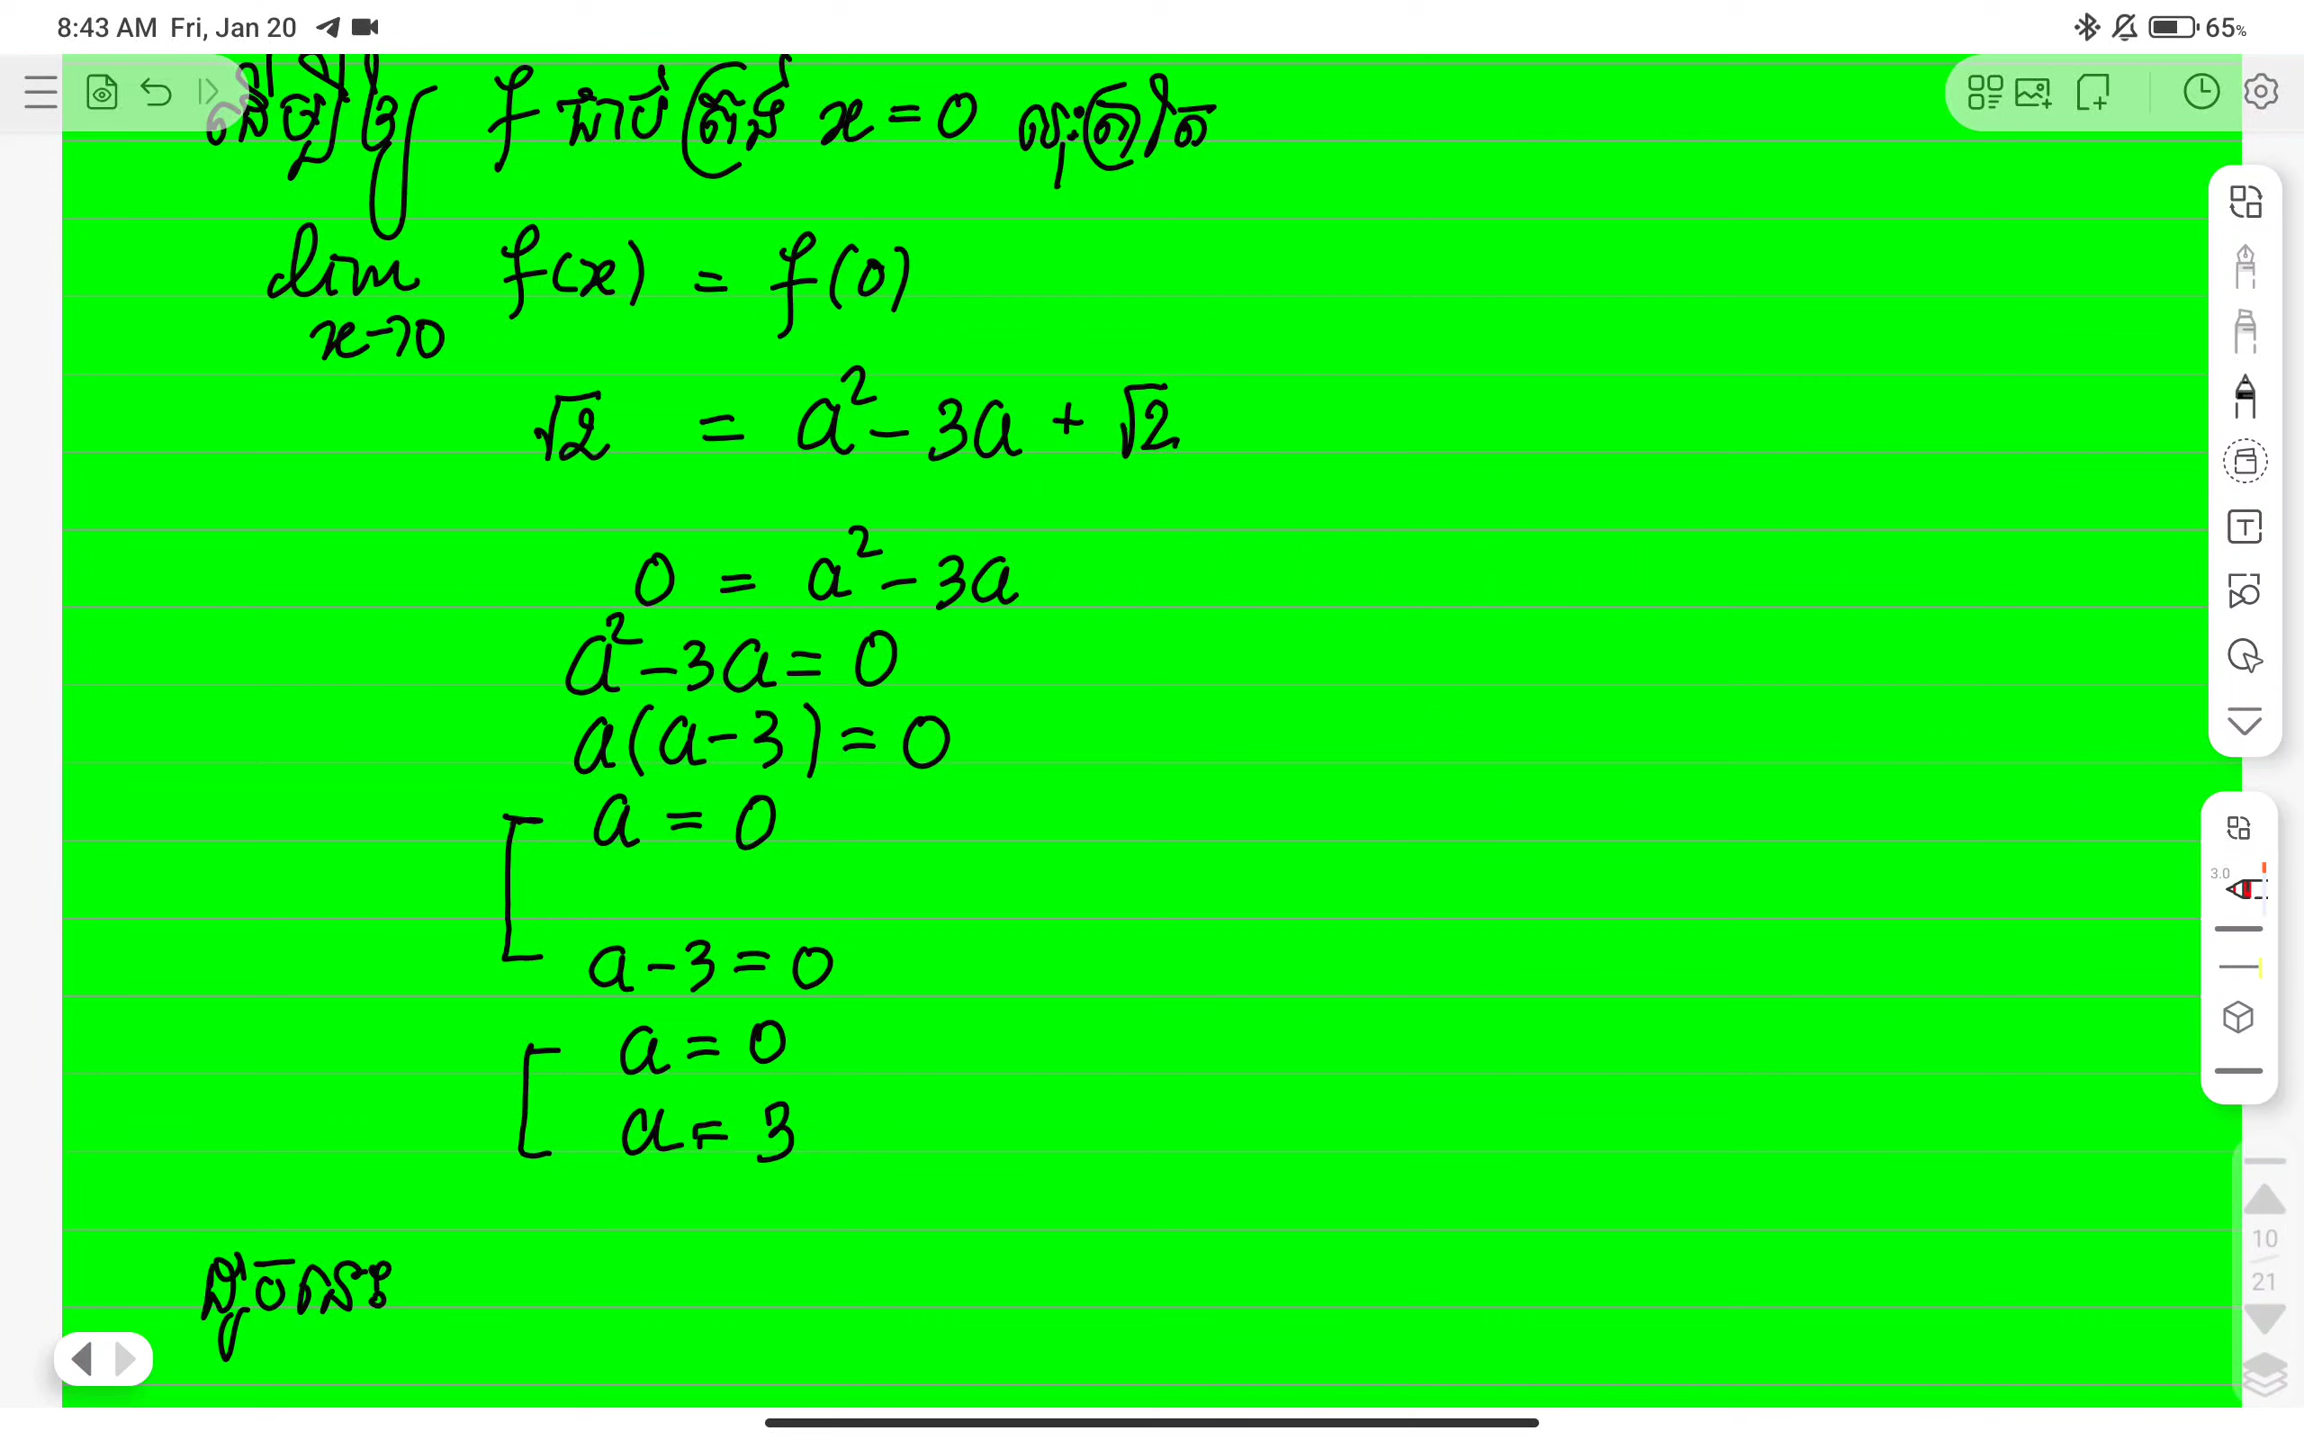 8:43 AM Fri, Jan 20 65%
ដើម្បីឱ្យ f ជាប់ត្រង់ x = 0 លុះត្រាតែ
lim f(x) = f(0)
x→0
√2 = a² - 3a + √2
0 = a² - 3a
a² - 3a = 0
a(a - 3) = 0
a = 0
a - 3 = 0
a = 0
a = 3
ដូចនេះ
3.0
10
21